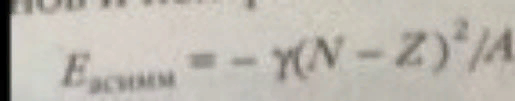 E_асимм = − γ(N − Z)²/A